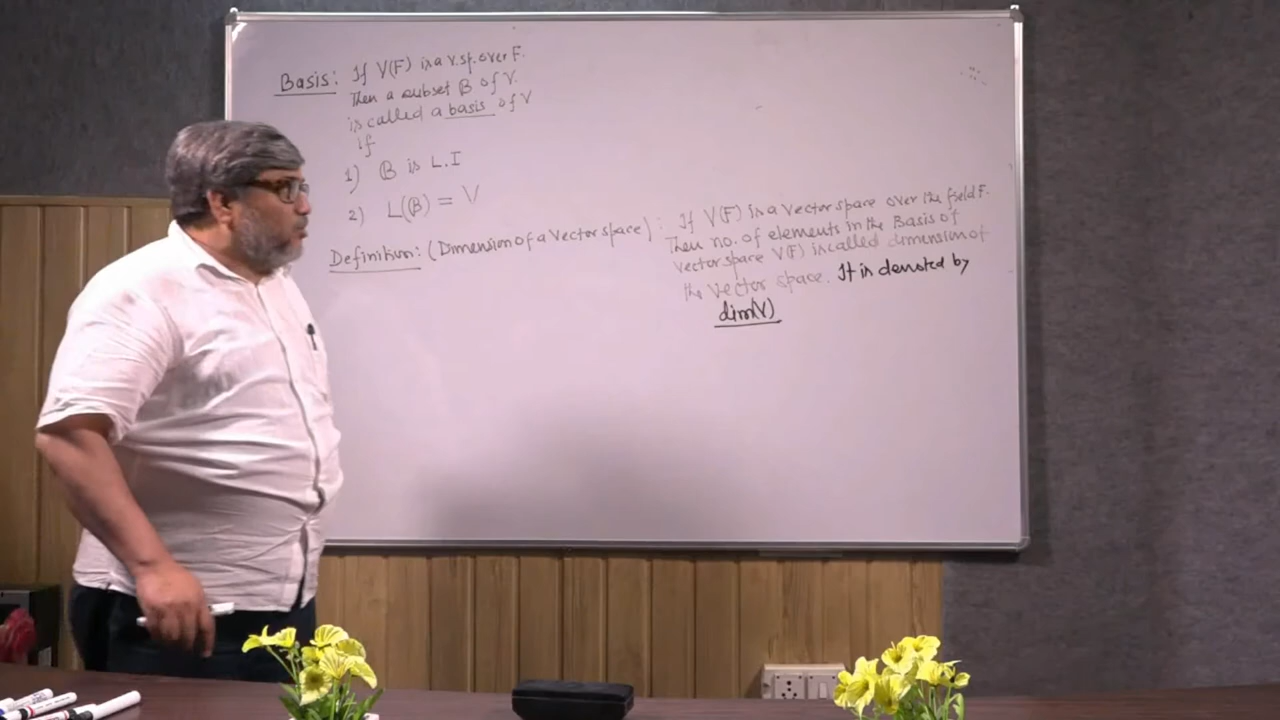 Basis: If V(F) is a v.sp. over F.
Then a subset B of V
is called a basis of V
if
1) B is L.I
2) L(B) = V
Definition: (Dimension of a Vector space) : If V(F) is a vector space over the field F.
Then no. of elements in the Basis of
vector space V(F) is called dimension of
the vector space. It is denoted by
dim(V)